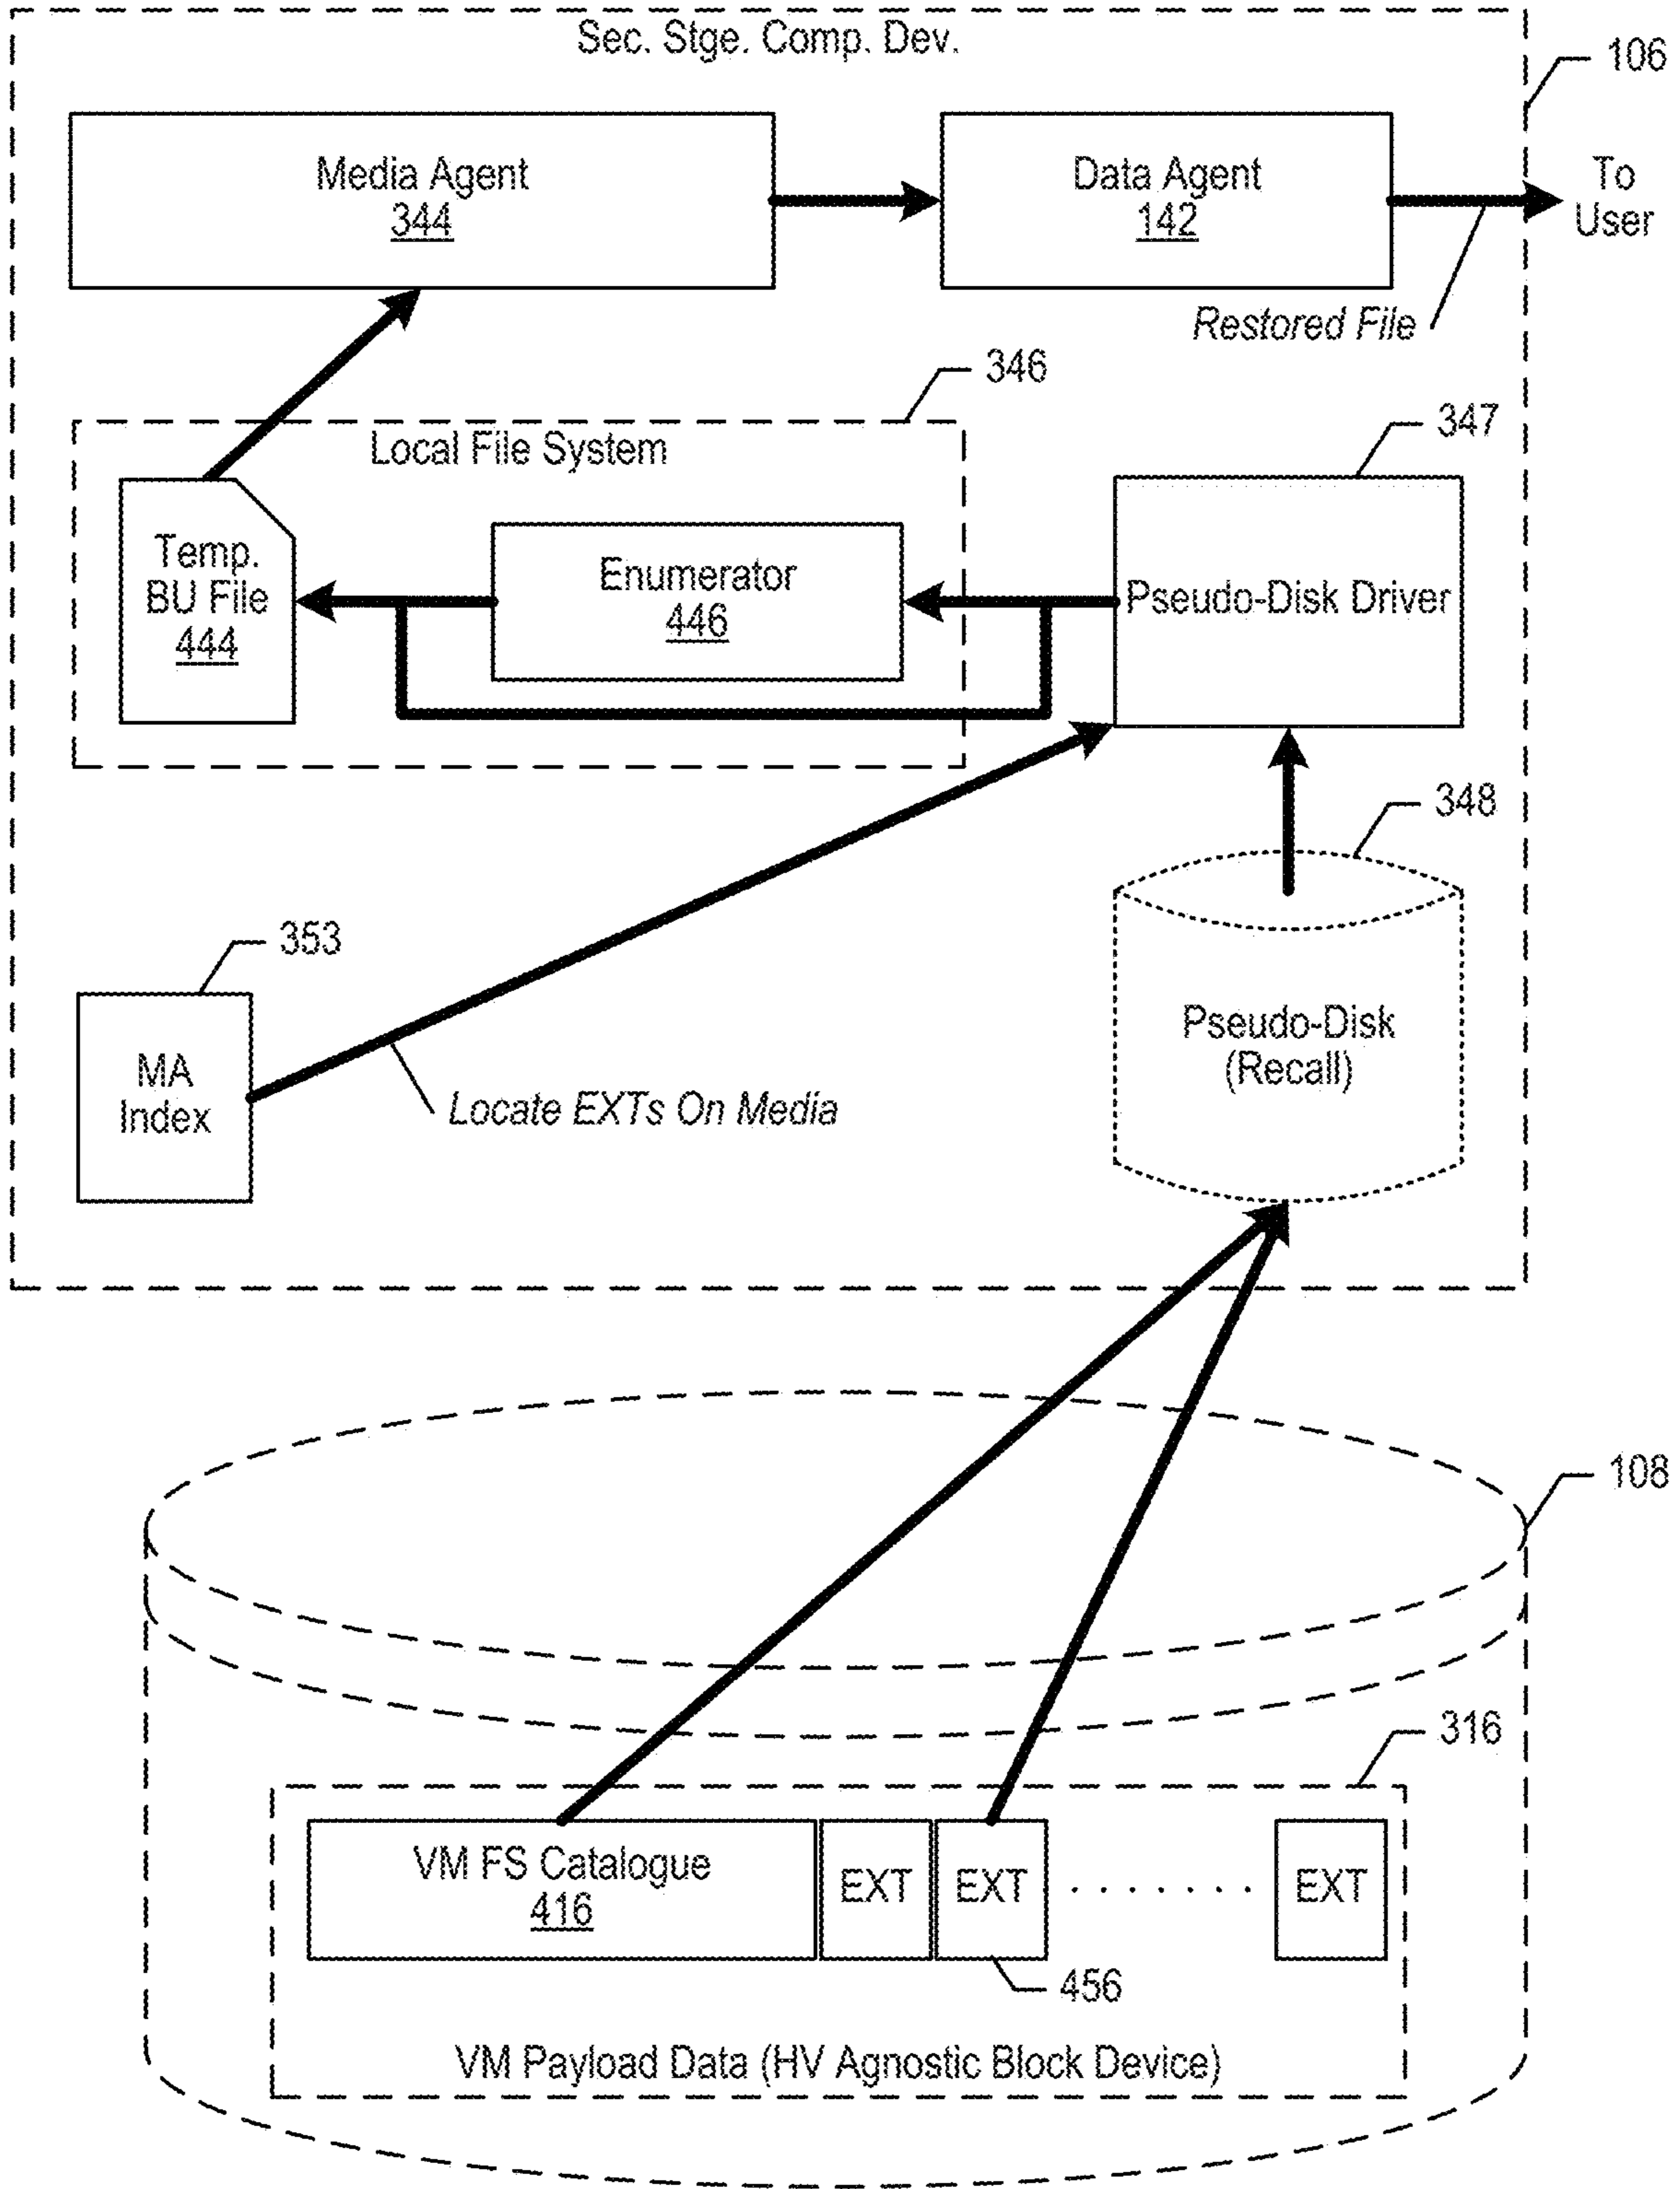 Sec. Stge. Comp. Dev.
106
Media Agent
344
Data Agent
142
To
User
Restored File
346
Local File System
347
Temp.
BU File
444
Enumerator
446
Pseudo-Disk Driver
348
353
MA
Index
Pseudo-Disk
(Recall)
Locate EXTs On Media
108
316
VM FS Catalogue
416
EXT
EXT
. . . . . . . .
EXT
456
VM Payload Data (HV Agnostic Block Device)